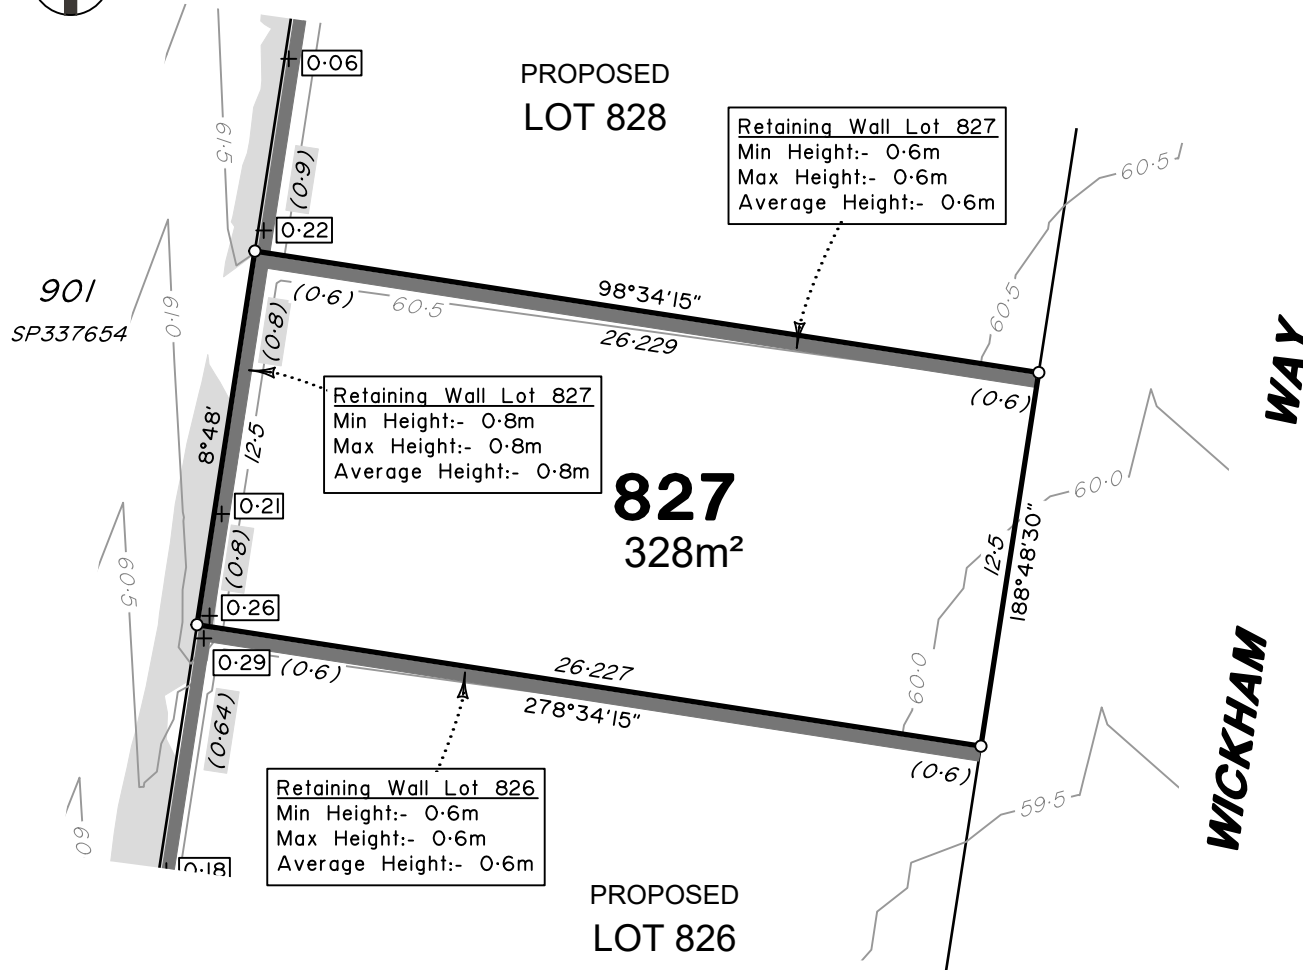 0·06
PROPOSED
LOT 828
Retaining Wall Lot 827
Min Height:- 0·6m
Max Height:- 0·6m
Average Height:- 0·6m
61·5
(0·9)
60·5
0·22
901
SP337654
61·0
(0·6)
60·5
98°34'15"
26·229
60·5
(0·8)
(0·6)
WAY
Retaining Wall Lot 827
Min Height:- 0·8m
Max Height:- 0·8m
Average Height:- 0·8m
8°48'
12·5
827
328m²
60·0
0·21
(0·8)
12·5
188°48'30"
60·5
0·26
0·29
(0·6)
26·227
278°34'15"
60·0
(0·64)
(0·6)
WICKHAM
Retaining Wall Lot 826
Min Height:- 0·6m
Max Height:- 0·6m
Average Height:- 0·6m
59·5
60
0·18
PROPOSED
LOT 826